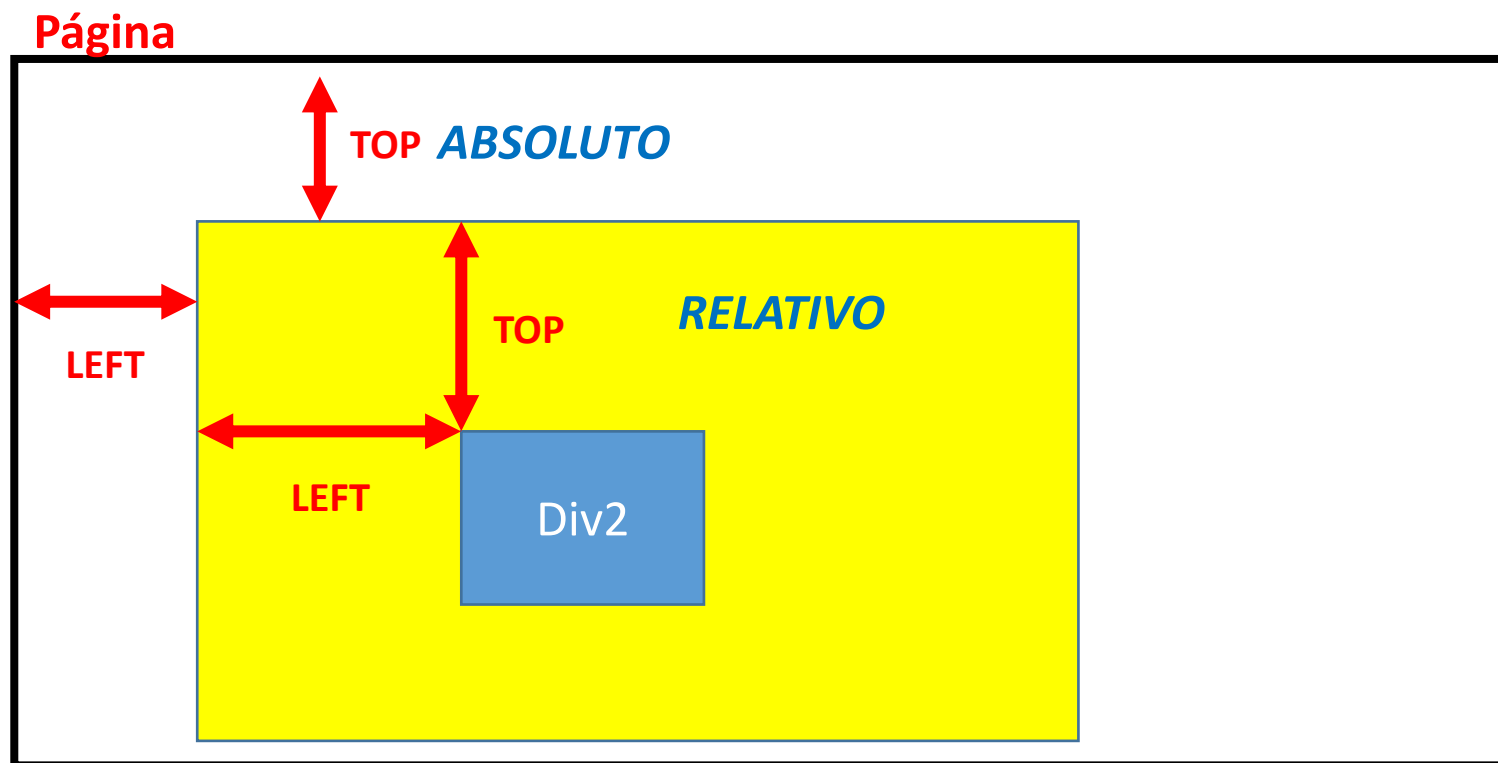 Página
TOP ABSOLUTO
RELATIVO
TOP
LEFT
LEFT
Div2